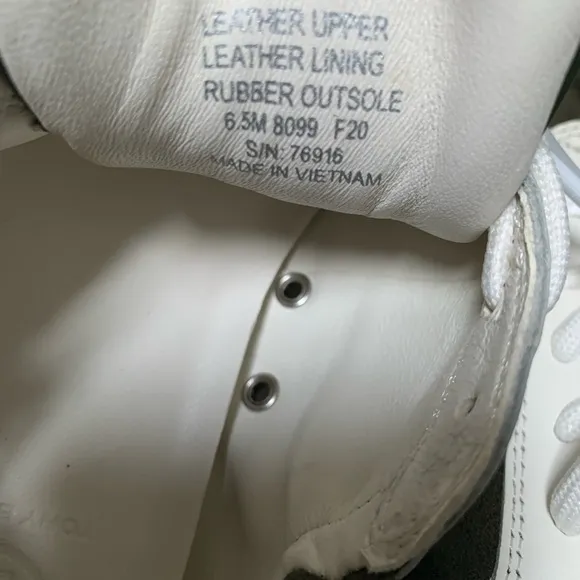 LEATHER UPPER
LEATHER LINING
RUBBER OUTSOLE
6.5M 8099 F20
S/N: 76916
MADE IN VIETNAM